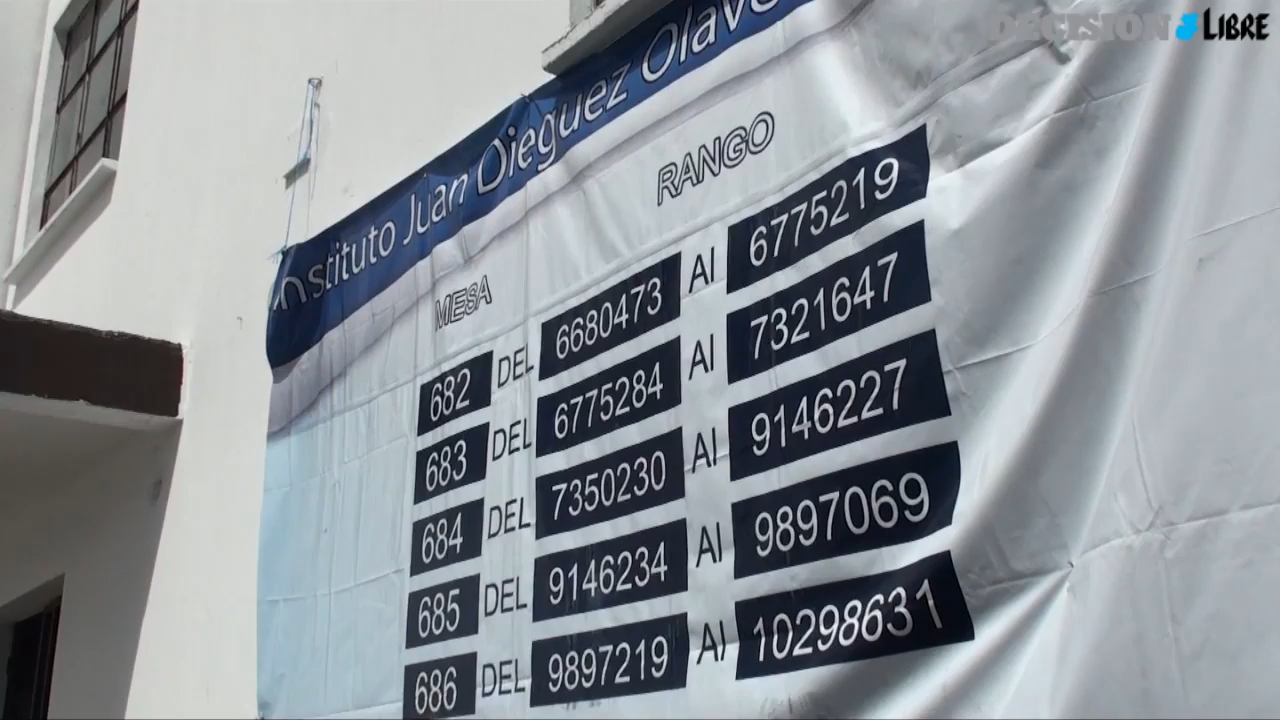 DECISION LIBRE
Instituto Juan Dieguez Olave
MESA RANGO
682 DEL 6680473 Al 6775219
683 DEL 6775284 Al 7321647
684 DEL 7350230 Al 9146227
685 DEL 9146234 Al 9897069
686 DEL 9897219 Al 10298631